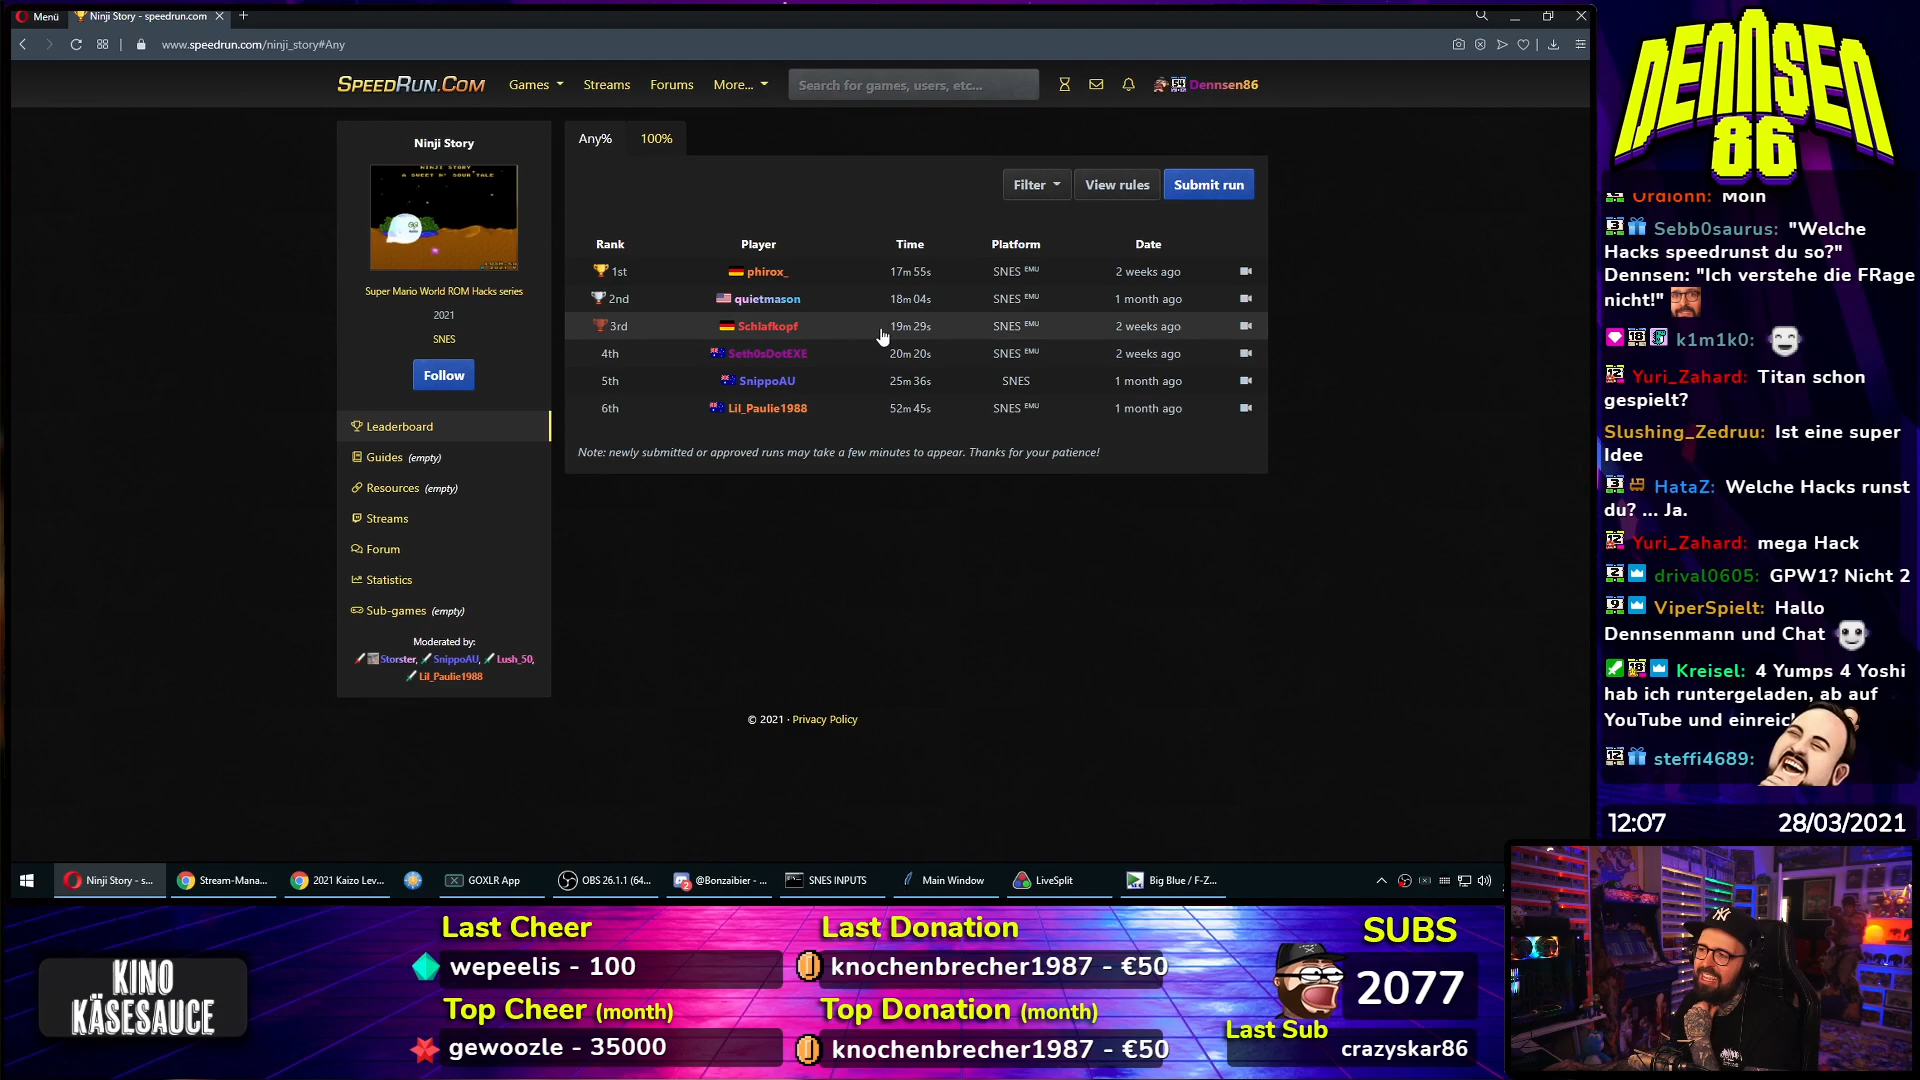 Menü
Ninji Story - speedrun.com
www.speedrun.com/ninji_story#Any
SPEEDRUN.COM
Games
Streams
Forums
More...
Search for games, users, etc...
Dennsen86
Ninji Story
NINJI STORY
A SWEET N' SOUR TALE
Super Mario World ROM Hacks series
2021
SNES
Follow
Leaderboard
Guides (empty)
Resources (empty)
Streams
Forum
Statistics
Sub-games (empty)
Moderated by:
Storster, SnippoAU, Lush_50,
Lil_Paulie1988
Any% 100%
Filter View rules Submit run
Rank Player Time Platform Date
1st phirox_ 17m 55s SNES EMU 2 weeks ago
2nd quietmason 18m 04s SNES EMU 1 month ago
3rd Schlafkopf 19m 29s SNES EMU 2 weeks ago
4th Seth0sDotEXE 20m 20s SNES EMU 2 weeks ago
5th SnippoAU 25m 36s SNES 1 month ago
6th Lil_Paulie1988 52m 45s SNES EMU 1 month ago
Note: newly submitted or approved runs may take a few minutes to appear. Thanks for your patience!
© 2021 · Privacy Policy
DENNSEN
86
Ordionn: Moin
Sebb0saurus: "Welche
Hacks speedrunst du so?"
Dennsen: "Ich verstehe die FRage
nicht!"
k1m1k0:
Yuri_Zahard: Titan schon
gespielt?
Slushing_Zedruu: Ist eine super
Idee
HataZ: Welche Hacks runst
du? ... Ja.
Yuri_Zahard: mega Hack
drival0605: GPW1? Nicht 2
ViperSpielt: Hallo
Dennsenmann und Chat
Kreisel: 4 Yumps 4 Yoshi
hab ich runtergeladen, ab auf
YouTube und einreic
steffi4689:
12:07 28/03/2021
Ninji Story - s...
Stream-Mana...
2021 Kaizo Lev...
GOXLR App
OBS 26.1.1 (64...
@Bonzaibier - ...
SNES INPUTS
Main Window
LiveSplit
Big Blue / F-Z...
KINO
KÄSESAUCE
Last Cheer
wepeelis - 100
Top Cheer (month)
gewoozle - 35000
Last Donation
knochenbrecher1987 - €50
Top Donation (month)
knochenbrecher1987 - €50
SUBS
2077
Last Sub
crazyskar86